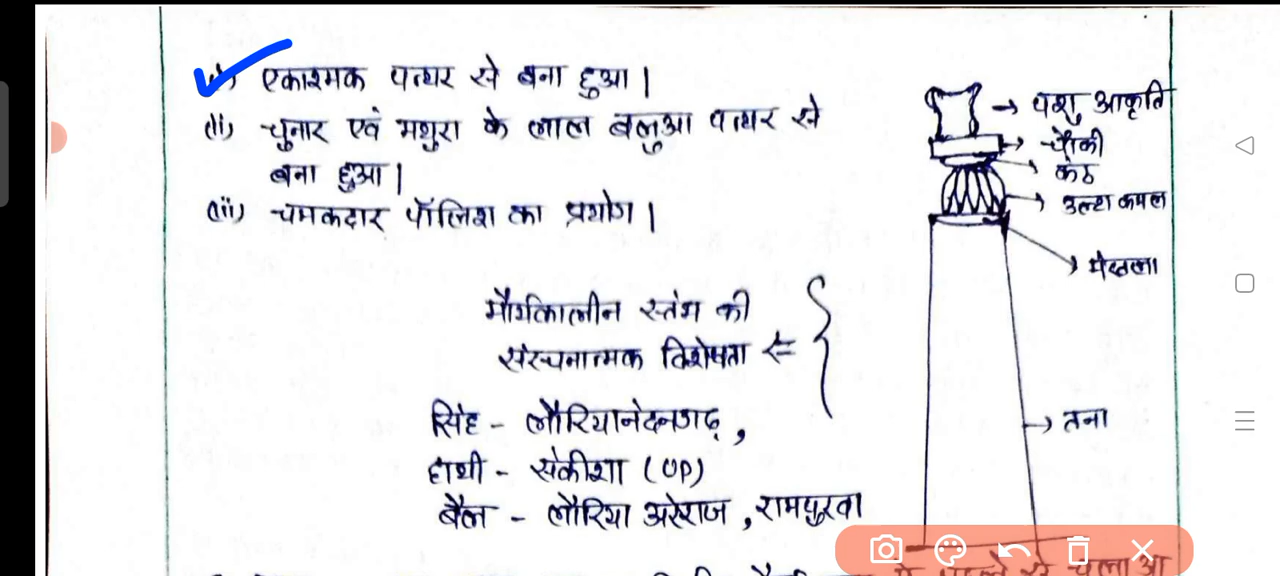 (i) एकाश्मक पत्थर से बना हुआ।
(ii) चुनार एवं मथुरा के लाल बलुआ पत्थर से
बना हुआ।
(iii) चमकदार पॉलिश का प्रयोग।
→ पशु आकृति
→ चौकी
→ कंठ
→ उल्टा कमल
→ मेखला
मौर्यकालीन स्तंभ की
संरचनात्मक विशेषता ⇐
→ तना
सिंह - लौरियानंदनगढ़,
हाथी - संकीशा (UP)
बैल - लौरिया अरेराज, रामपुरवा